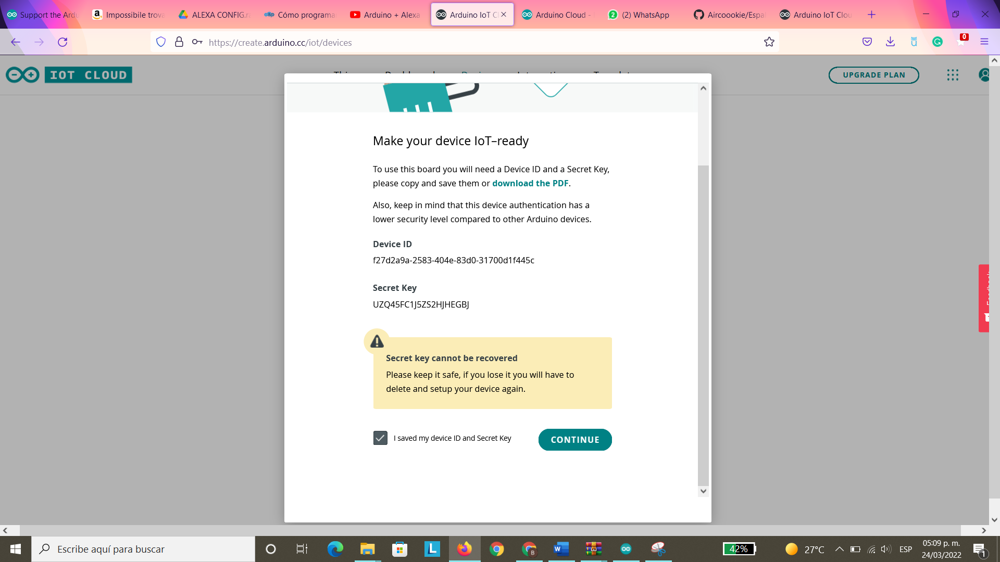 Support the Ardu
Impossibile trova
ALEXA CONFIG.ra
Cómo programa
Arduino + Alexa
Arduino IoT Cl
Arduino Cloud -
(2) WhatsApp
Aircoookie/Espa
Arduino IoT Clou
https://create.arduino.cc/iot/devices
0
IOT CLOUD
UPGRADE PLAN
Make your device IoT–ready
To use this board you will need a Device ID and a Secret Key,
please copy and save them or download the PDF.
Also, keep in mind that this device authentication has a
lower security level compared to other Arduino devices.
Device ID
f27d2a9a-2583-404e-83d0-31700d1f445c
Secret Key
UZQ45FC1J5ZS2HJHEGBJ
Secret key cannot be recovered
Please keep it safe, if you lose it you will have to
delete and setup your device again.
I saved my device ID and Secret Key
CONTINUE
Escribe aquí para buscar
42%
27°C
ESP
05:09 p. m.
24/03/2022
1